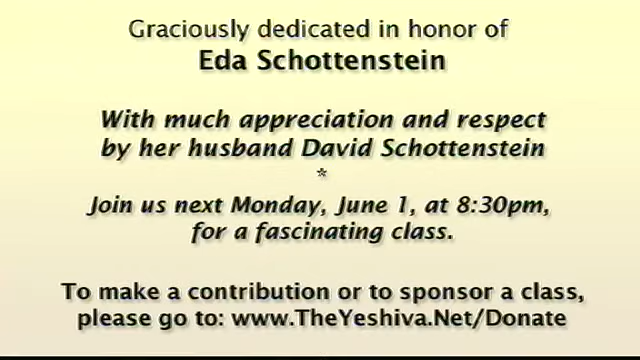 Graciously dedicated in honor of
Eda Schottenstein
With much appreciation and respect
by her husband David Schottenstein
*
Join us next Monday, June 1, at 8:30pm,
for a fascinating class.
To make a contribution or to sponsor a class,
please go to: www.TheYeshiva.Net/Donate